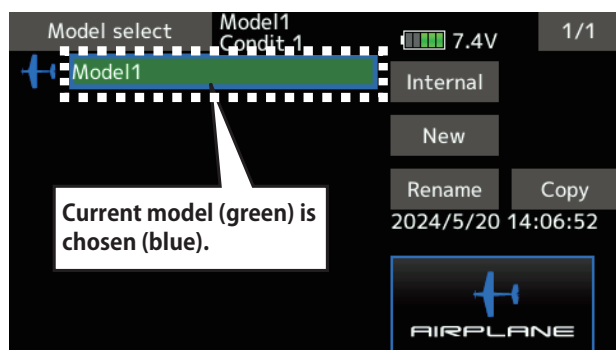 Model select
Model1
Condit 1
7.4V
1/1
Model1
Internal
New
Rename
Copy
2024/5/20 14:06:52
Current model (green) is
chosen (blue).
AIRPLANE